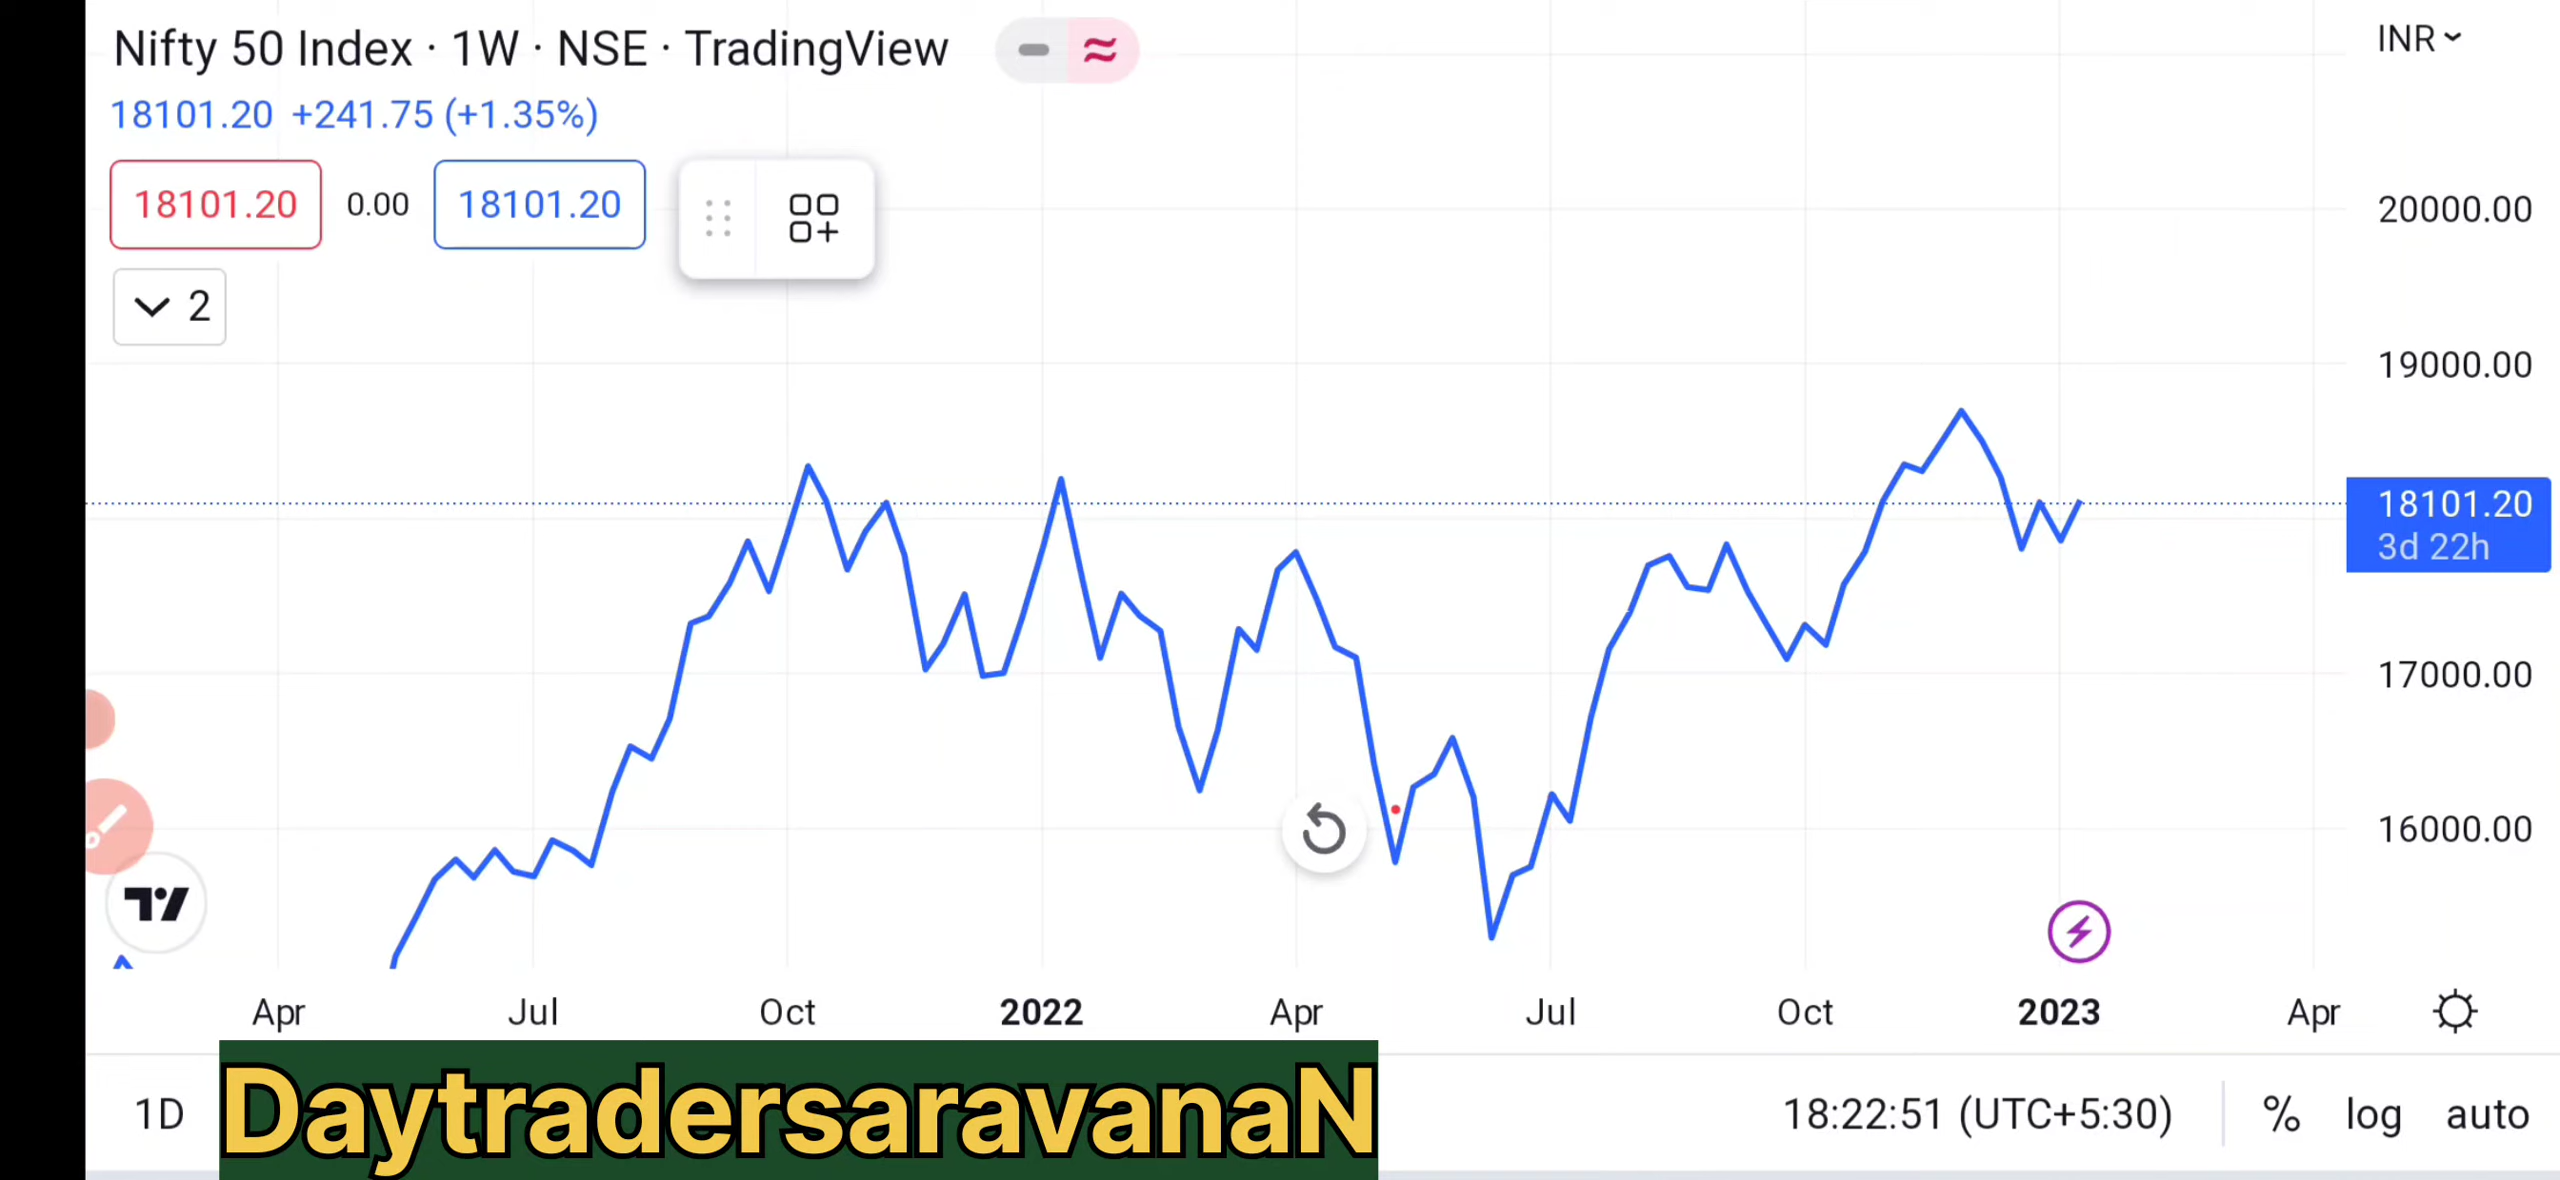 Nifty 50 Index · 1W · NSE · TradingView
INR
18101.20 +241.75 (+1.35%)
18101.20 0.00 18101.20
2
20000.00
19000.00
18101.20
3d 22h
17000.00
16000.00
Apr Jul Oct 2022 Apr Jul Oct 2023 Apr
1D
DaytradersaravanaN
18:22:51 (UTC+5:30) % log auto